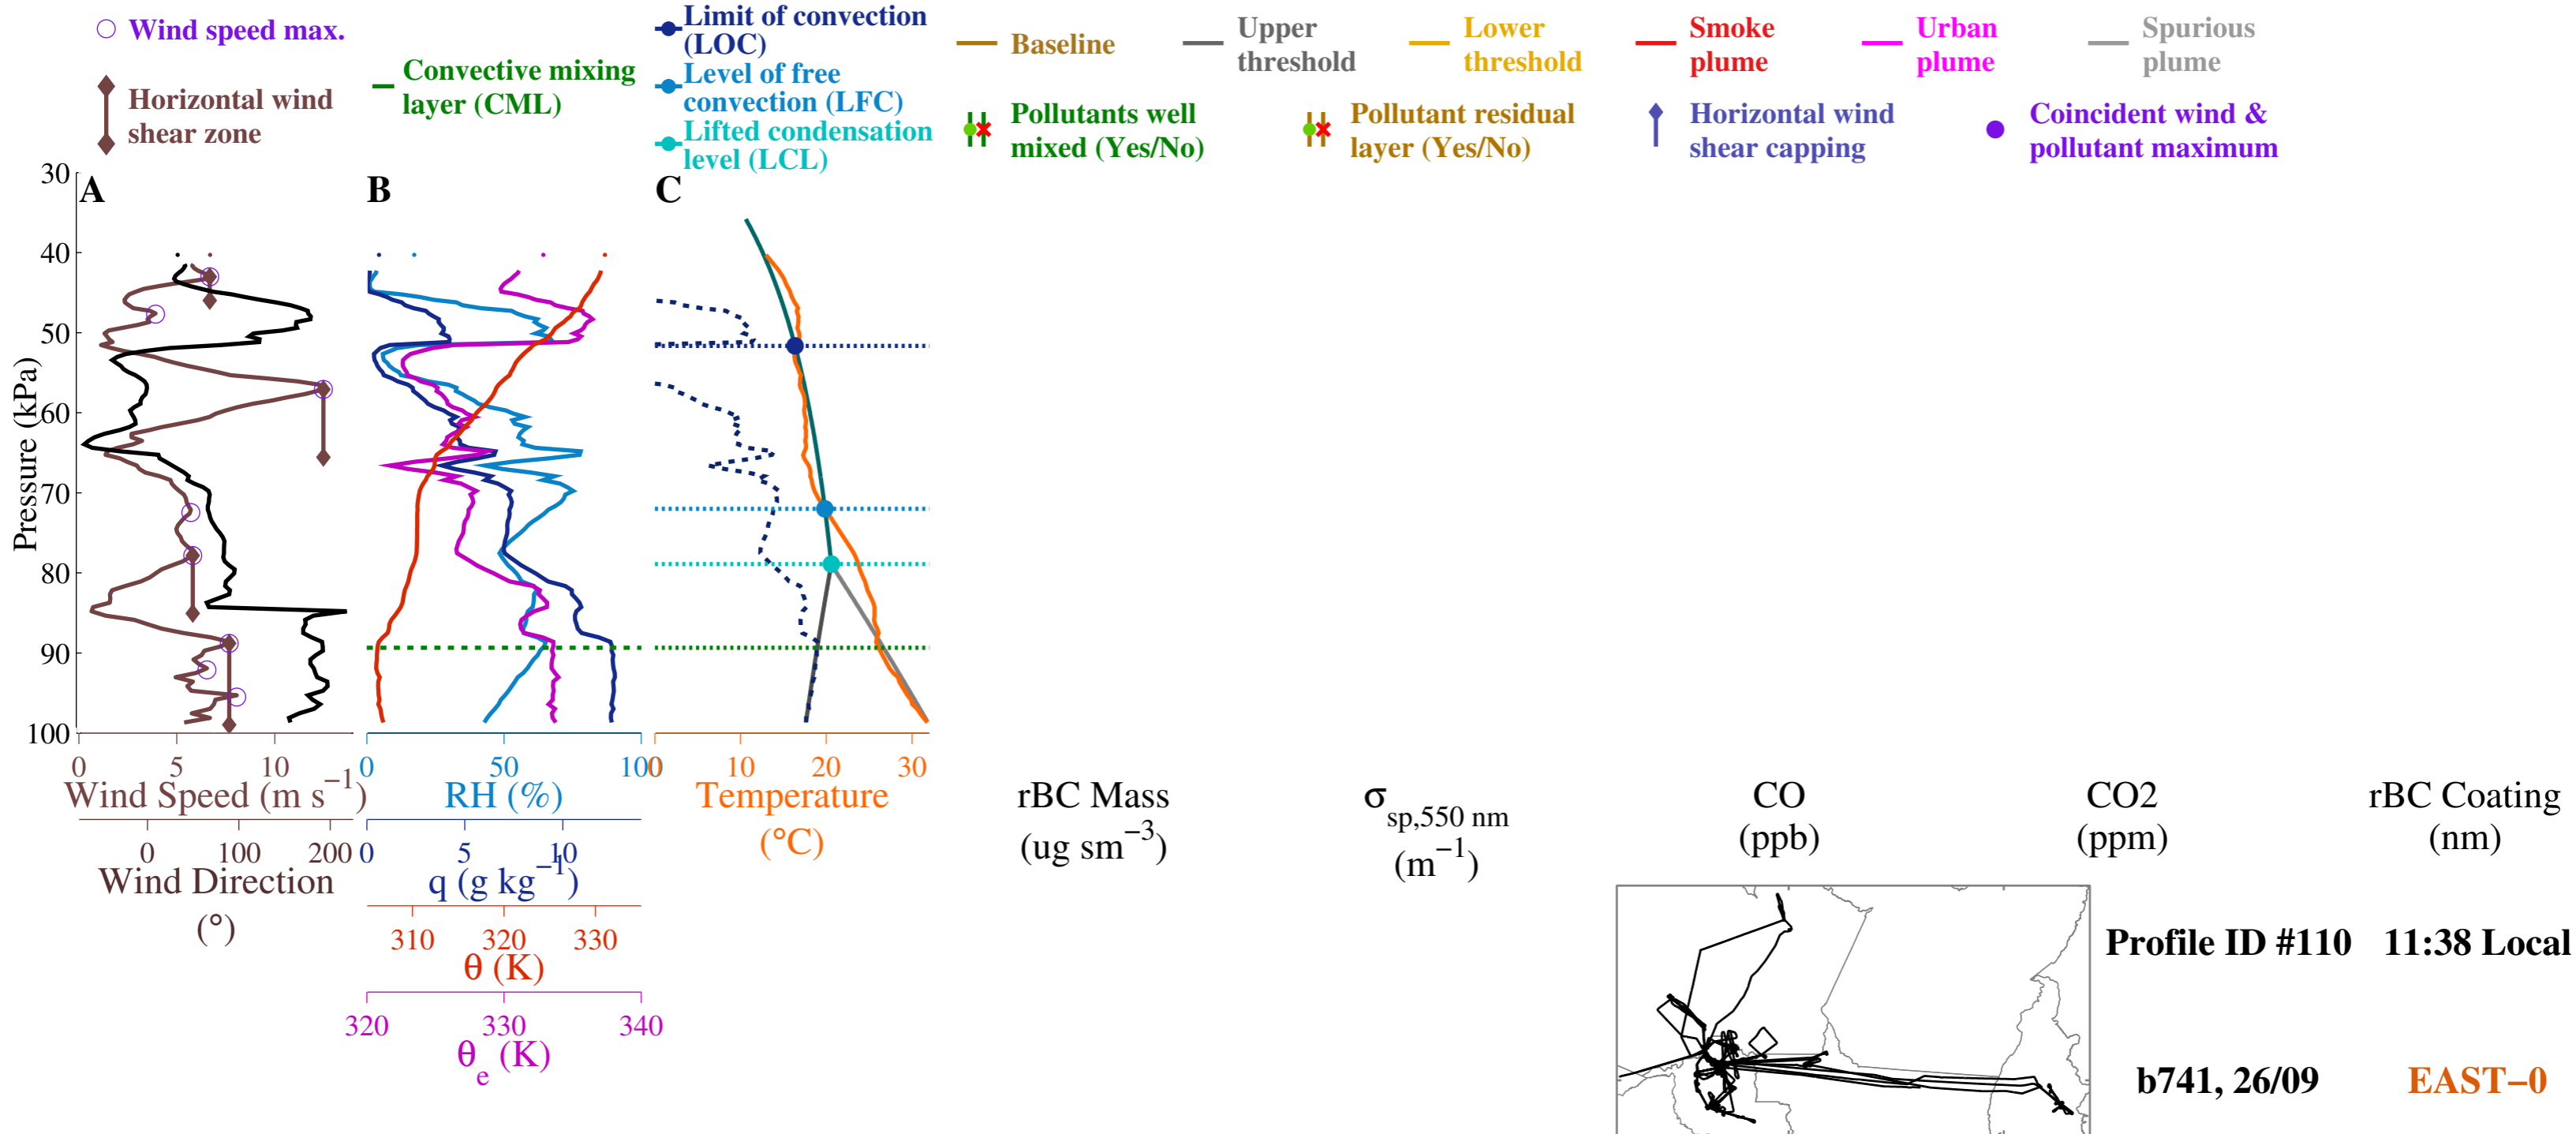 Wind speed max.
Horizontal wind
shear zone
Convective mixing
layer (CML)
Limit of convection
(LOC)
Level of free
convection (LFC)
Lifted condensation
level (LCL)
Baseline
Upper
threshold
Lower
threshold
Smoke
plume
Urban
plume
Spurious
plume
Pollutants well
mixed (Yes/No)
Pollutant residual
layer (Yes/No)
Horizontal wind
shear capping
Coincident wind &
pollutant maximum
A
B
C
Pressure (kPa)
30
40
50
60
70
80
90
100
0 5 10
Wind Speed (m s−1)
0 100 200
Wind Direction
(°)
0 50 100
RH (%)
0 5 10
q (g kg−1)
310 320 330
θ (K)
320 330 340
θe (K)
0 10 20 30
Temperature
(°C)
rBC Mass
(ug sm−3)
σsp,550 nm
(m−1)
CO
(ppb)
CO2
(ppm)
rBC Coating
(nm)
Profile ID #110 11:38 Local
b741, 26/09 EAST−0